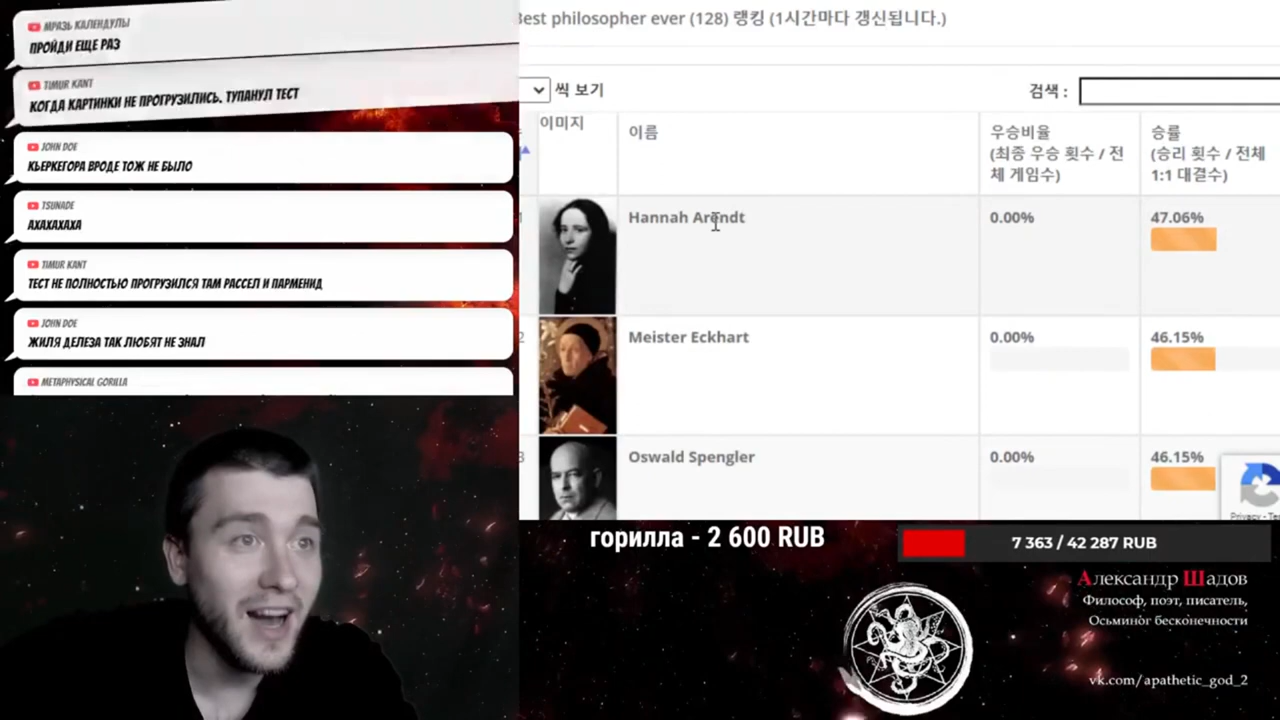 МРАЗЬ КАЛЕНДУЛЫ
ПРОЙДИ ЕЩЕ РАЗ
TIMUR KANT
КОГДА КАРТИНКИ НЕ ПРОГРУЗИЛИСЬ. ТУПАНУЛ ТЕСТ
JOHN DOE
КЬЕРКЕГОРА ВРОДЕ ТОЖ НЕ БЫЛО
TSUNADE
АХАХАХАХА
TIMUR KANT
ТЕСТ НЕ ПОЛНОСТЬЮ ПРОГРУЗИЛСЯ ТАМ РАССЕЛ И ПАРМЕНИД
JOHN DOE
ЖИЛЯ ДЕЛЕЗА ТАК ЛЮБЯТ НЕ ЗНАЛ
METAPHYSICAL GORILLA
Best philosopher ever (128) 랭킹 (1시간마다 갱신됩니다.)
씩 보기
검색 :
이미지
이름
우승비율
(최종 우승 횟수 / 전
체 게임수)
승률
(승리 횟수 / 전체
1:1 대결수)
1
Hannah Arendt
0.00%
47.06%
2
Meister Eckhart
0.00%
46.15%
3
Oswald Spengler
0.00%
46.15%
горилла - 2 600 RUB
7 363 / 42 287 RUB
Александр Шадов
Философ, поэт, писатель,
Осьминог бесконечности
vk.com/apathetic_god_2